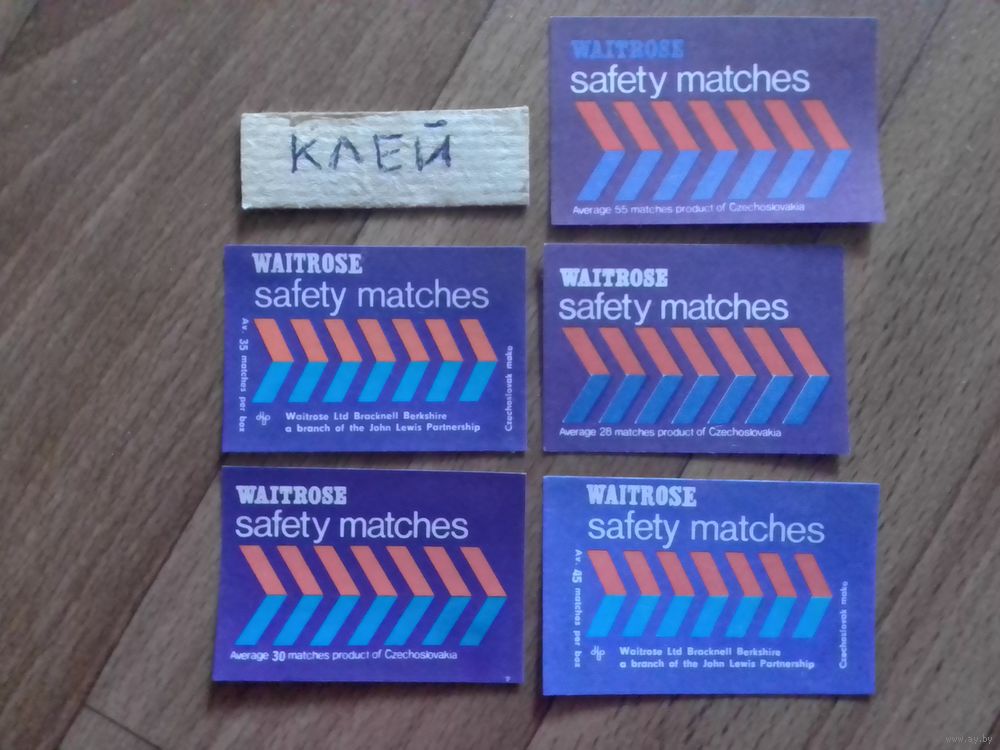 КЛЕЙ
WAITROSE
safety matches
Average 55 matches product of Czechoslovakia
WAITROSE
safety matches
Av. 35 matches per box
Waitrose Ltd Bracknell Berkshire
a branch of the John Lewis Partnership
Czechoslovak make
WAITROSE
safety matches
Average 28 matches product of Czechoslovakia
WAITROSE
safety matches
Average 30 matches product of Czechoslovakia
WAITROSE
safety matches
Av. 45 matches per box
Waitrose Ltd Bracknell Berkshire
a branch of the John Lewis Partnership
Czechoslovak make
www.ay.by